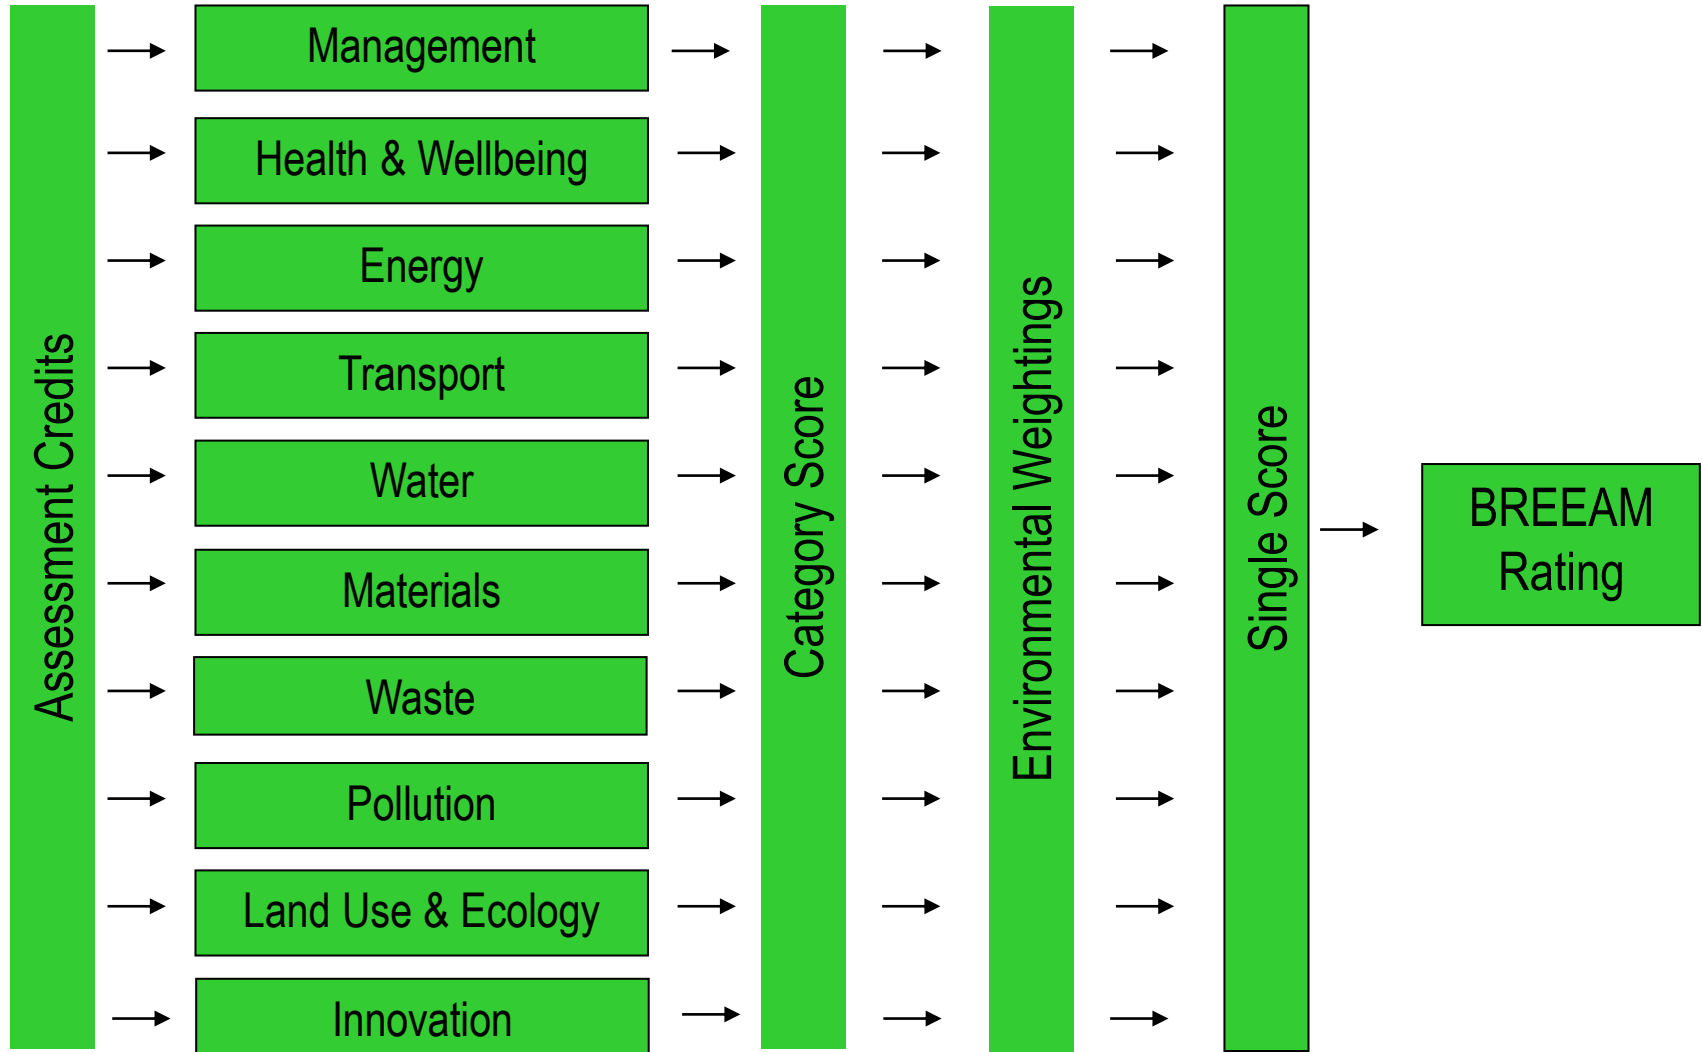 Assessment Credits
Management
Health & Wellbeing
Energy
Transport
Water
Materials
Waste
Pollution
Land Use & Ecology
Innovation
Category Score
Environmental Weightings
Single Score
BREEAM
Rating